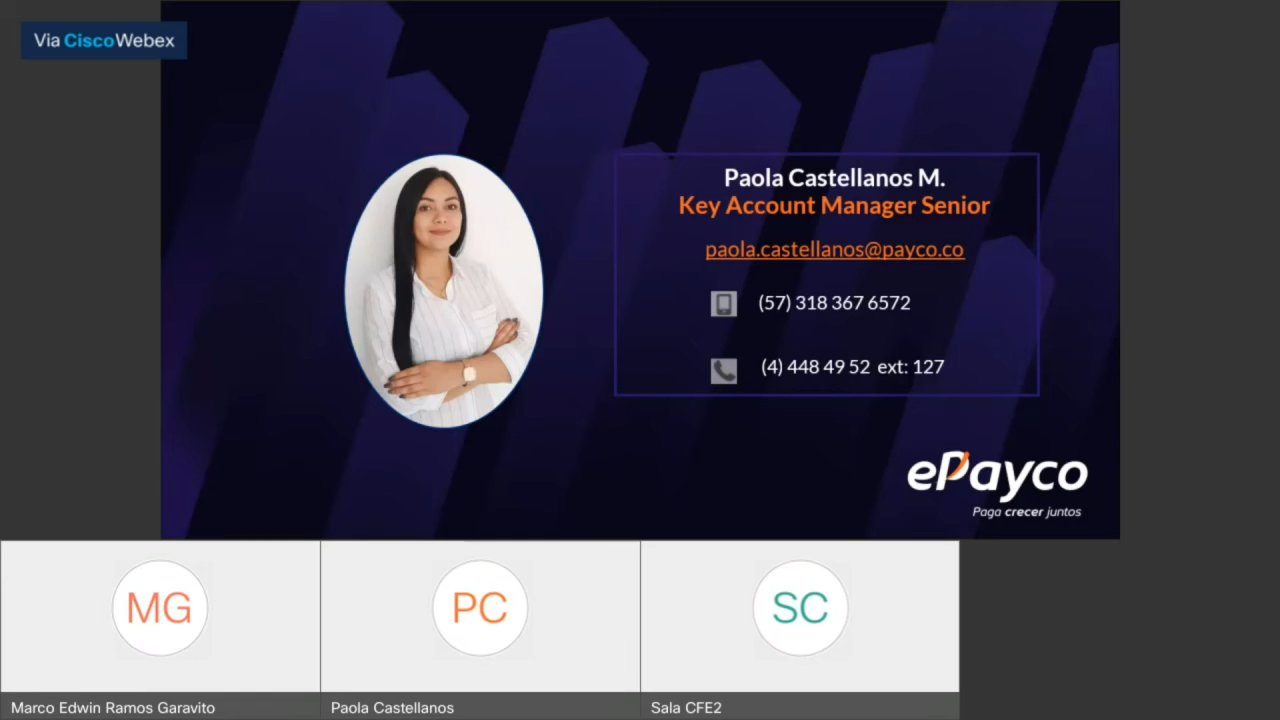 Via CiscoWebex
Paola Castellanos M.
Key Account Manager Senior
paola.castellanos@payco.co
(57) 318 367 6572
(4) 448 49 52 ext: 127
ePayco
Paga crecer juntos
MG
PC
SC
Marco Edwin Ramos Garavito
Paola Castellanos
Sala CFE2